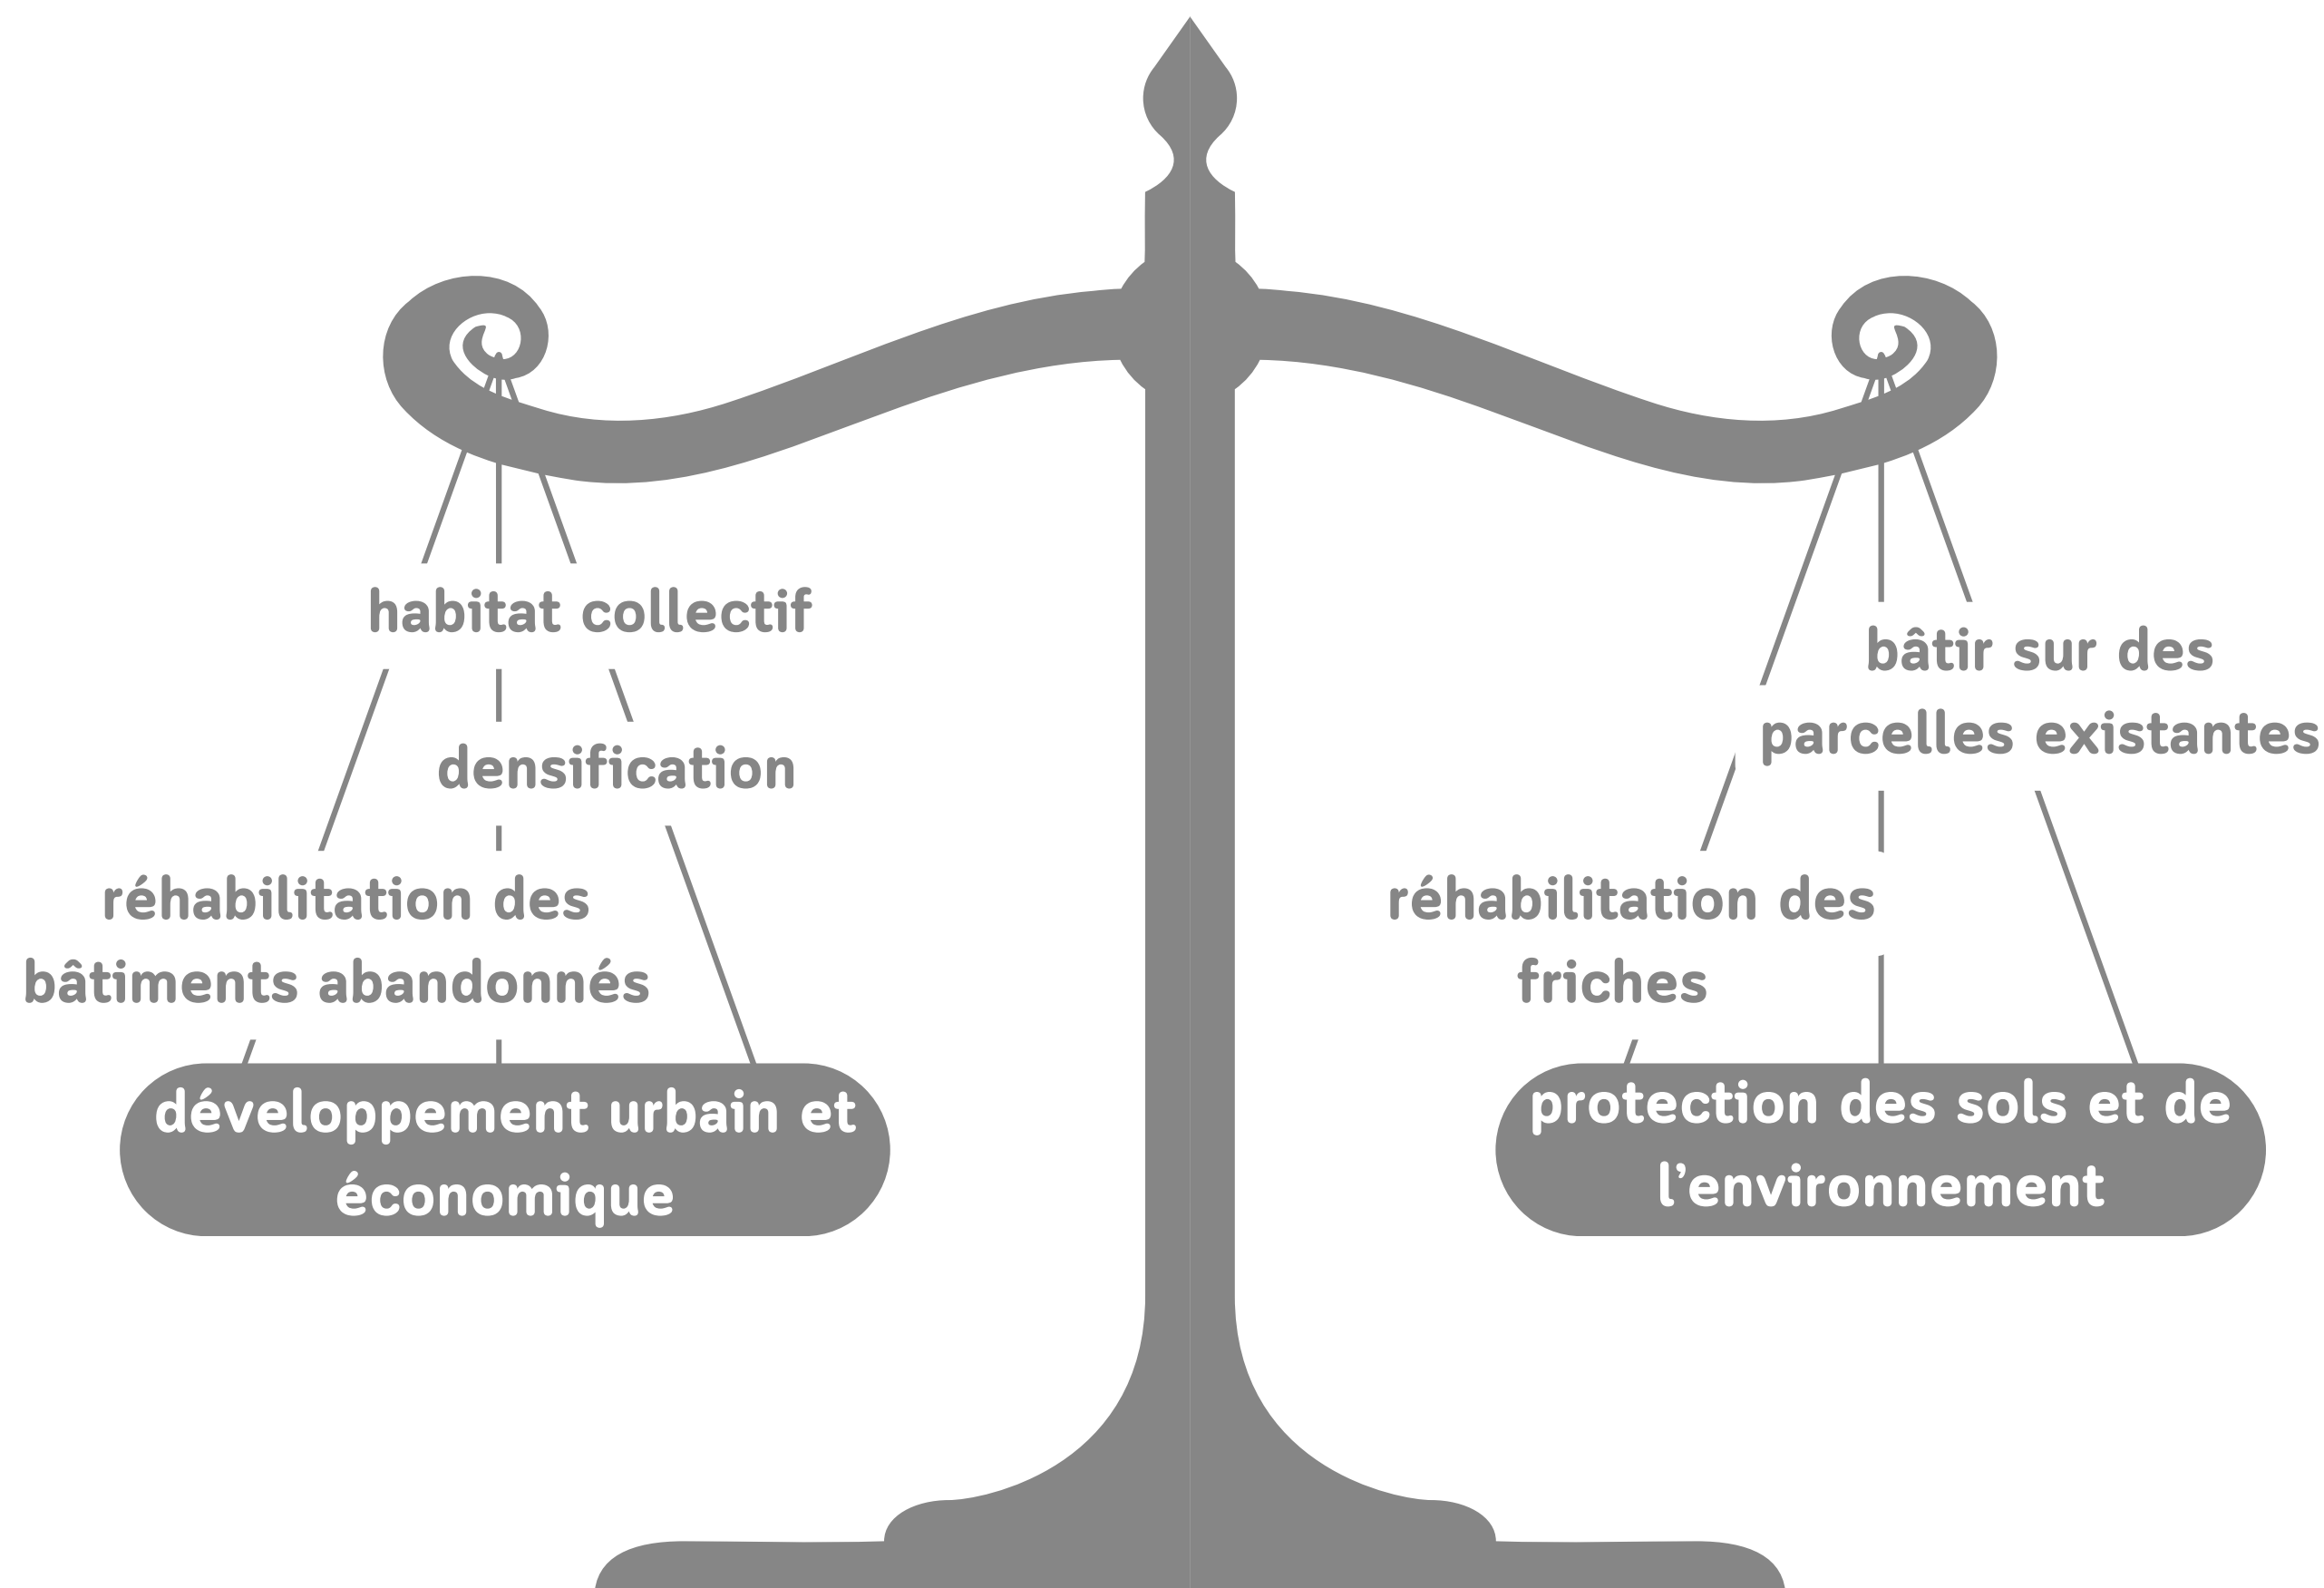 habitat collectif
densification
réhabilitation des
bâtiments abandonnés
dévéloppement urbain et
économique
bâtir sur des
parcelles existantes
réhabilitation des
friches
protection des sols et de
l'environnement